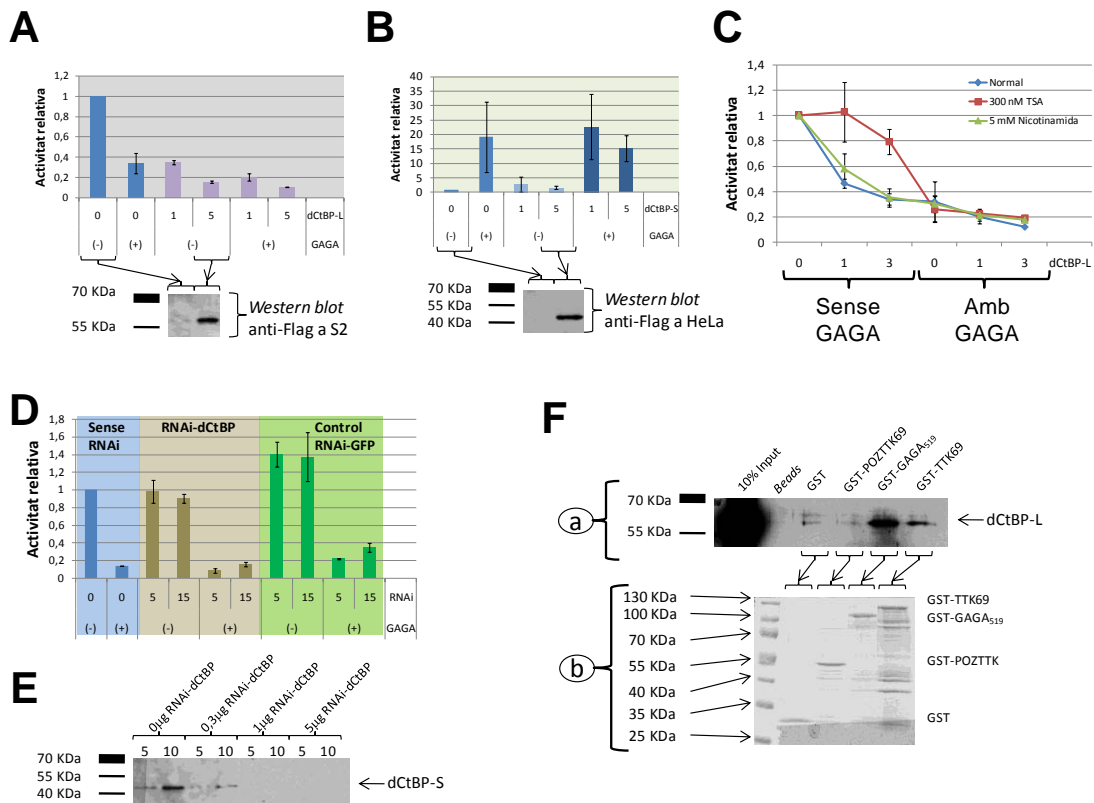 A
Activitat relativa
1,2
1
0,8
0,6
0,4
0,2
0
0 0 1 5 1 5 dCtBP-L
(-) (+) (-) (+) GAGA
70 KDa
55 KDa
Western blot
anti-Flag a S2
B
Activitat relativa
40
35
30
25
20
15
10
5
0
0 0 1 5 1 5 dCtBP-S
(-) (+) (-) (+) GAGA
70 KDa
55 KDa
40 KDa
Western blot
anti-Flag a HeLa
C
Activitat relativa
1,4
1,2
1
0,8
0,6
0,4
0,2
0
Normal
300 nM TSA
5 mM Nicotinamida
0 1 3 0 1 3 dCtBP-L
Sense GAGA
Amb GAGA
D
Activitat relativa
1,8
1,6
1,4
1,2
1
0,8
0,6
0,4
0,2
0
Sense RNAi
RNAi-dCtBP
Control RNAi-GFP
0 0 5 15 5 15 5 15 5 15 RNAi
(-) (+) (-) (+) (-) (+) GAGA
E
0µg RNAi-dCtBP
0,3µg RNAi-dCtBP
1µg RNAi-dCtBP
5µg RNAi-dCtBP
5 10 5 10 5 10 5 10
70 KDa
55 KDa
40 KDa
dCtBP-S
F
10% Input
Beads
GST
GST-POZTTK69
GST-GAGA519
GST-TTK69
a
70 KDa
55 KDa
dCtBP-L
b
130 KDa
100 KDa
70 KDa
55 KDa
40 KDa
35 KDa
25 KDa
GST-TTK69
GST-GAGA519
GST-POZTTK
GST